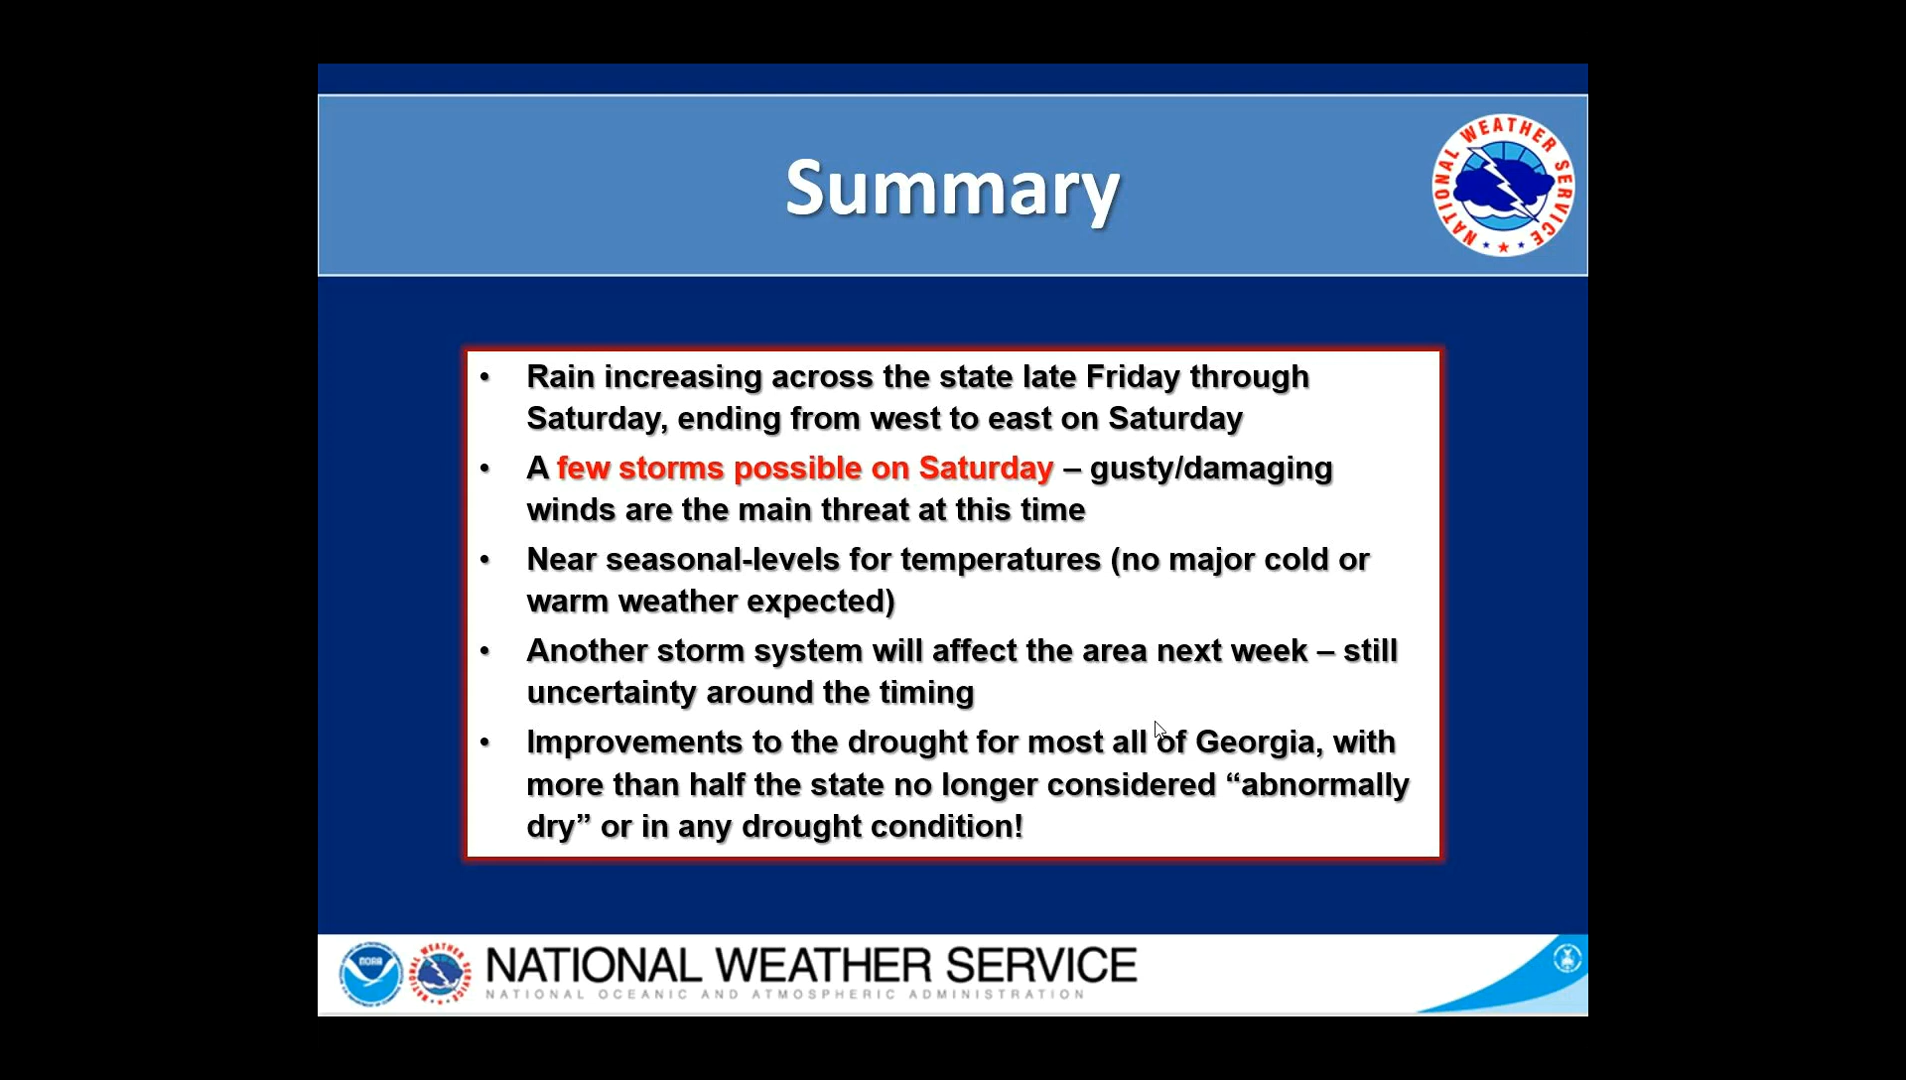 Summary
NATIONAL WEATHER SERVICE
• Rain increasing across the state late Friday through
Saturday, ending from west to east on Saturday
• A few storms possible on Saturday – gusty/damaging
winds are the main threat at this time
• Near seasonal-levels for temperatures (no major cold or
warm weather expected)
• Another storm system will affect the area next week – still
uncertainty around the timing
• Improvements to the drought for most all of Georgia, with
more than half the state no longer considered “abnormally
dry” or in any drought condition!
NOAA
NATIONAL WEATHER SERVICE
NATIONAL OCEANIC AND ATMOSPHERIC ADMINISTRATION